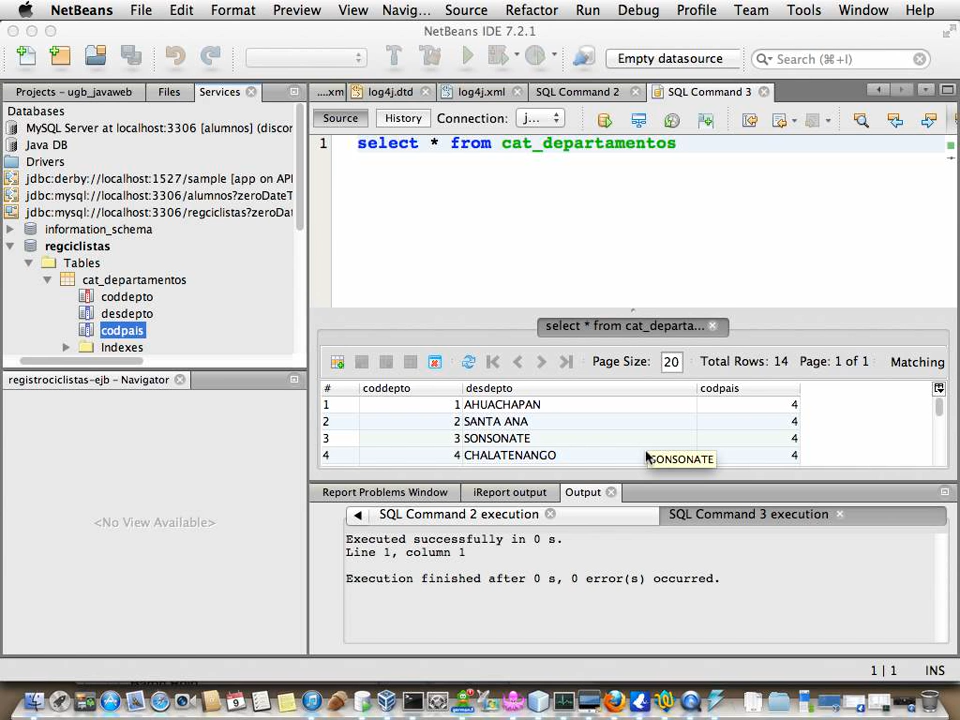 NetBeans File Edit Format Preview View Navig... Source Refactor Run Debug Profile Team Tools Window Help
NetBeans IDE 7.2.1
Empty datasource
Search (⌘+I)
Projects - ugb_javaweb Files Services
....xm log4j.dtd log4j.xml SQL Command 2 SQL Command 3
Source History Connection: j...
Databases
MySQL Server at localhost:3306 [alumnos] (discor
Java DB
Drivers
jdbc:derby://localhost:1527/sample [app on API
jdbc:mysql://localhost:3306/alumnos?zeroDateT
jdbc:mysql://localhost:3306/regciclistas?zeroDat
information_schema
regciclistas
Tables
cat_departamentos
coddepto
desdepto
codpais
Indexes
1 select * from cat_departamentos
select * from cat_departa...
Page Size: 20 Total Rows: 14 Page: 1 of 1 Matching
# coddepto desdepto codpais
1 1 AHUACHAPAN 4
2 2 SANTA ANA 4
3 3 SONSONATE 4
4 4 CHALATENANGO 4
SONSONATE
registrociclistas-ejb - Navigator
<No View Available>
Report Problems Window iReport output Output
SQL Command 2 execution SQL Command 3 execution
Executed successfully in 0 s.
Line 1, column 1
Execution finished after 0 s, 0 error(s) occurred.
1 | 1 INS
9